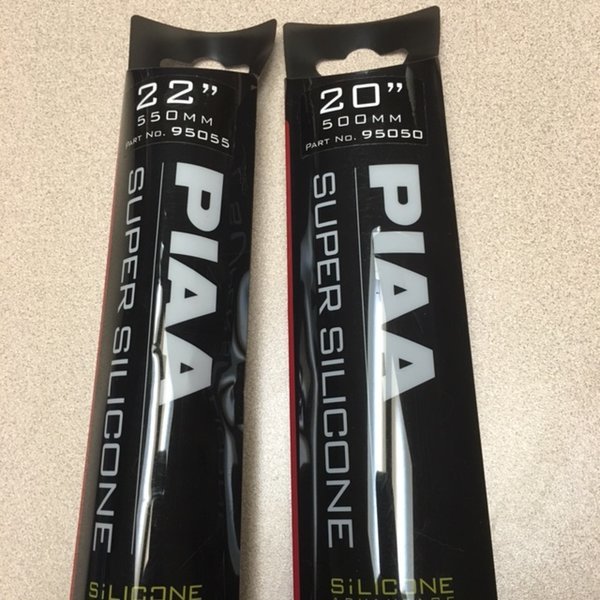 22”
550MM
PART NO. 95055
PIAA
SUPER SILICONE
SiLICONE
20”
500MM
PART NO. 95050
PIAA
SUPER SILICONE
SiLICONE